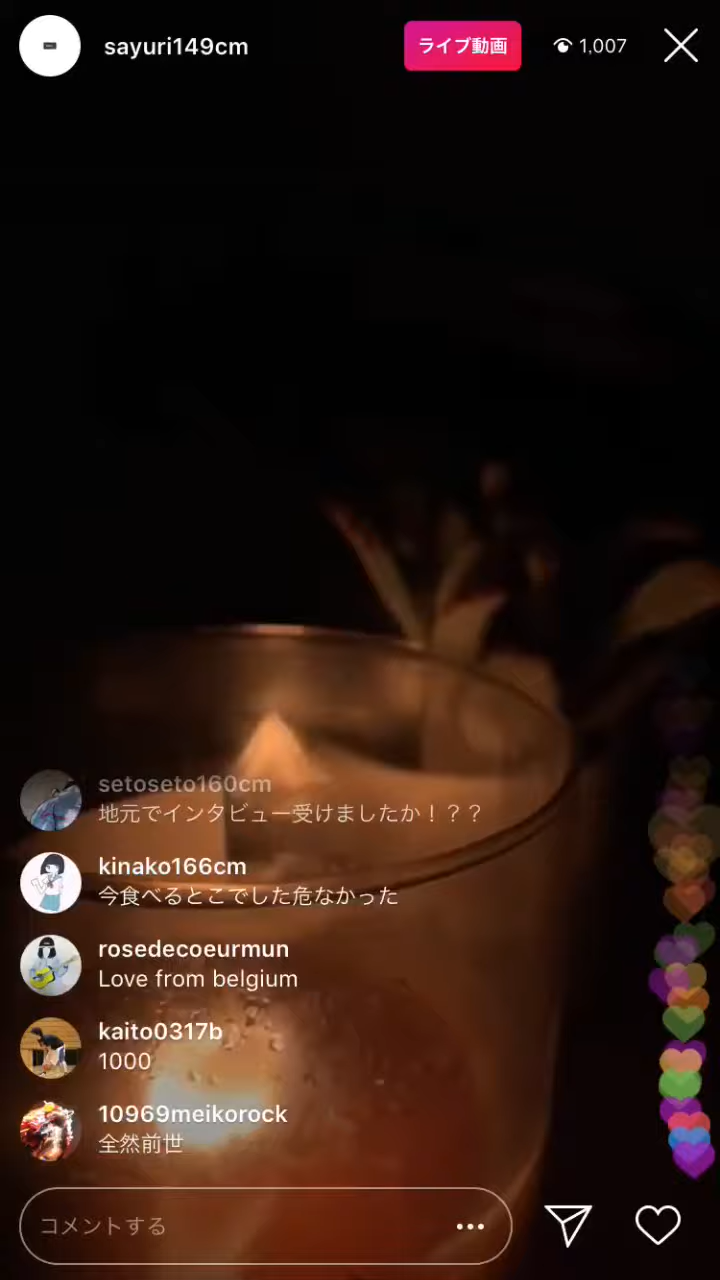 sayuri149cm
ライブ動画
1,007
setoseto160cm
地元でインタビュー受けましたか！？？
kinako166cm
今食べるとこでした危なかった
rosedecoeurmun
Love from belgium
kaito0317b
1000
10969meikorock
全然前世
コメントする